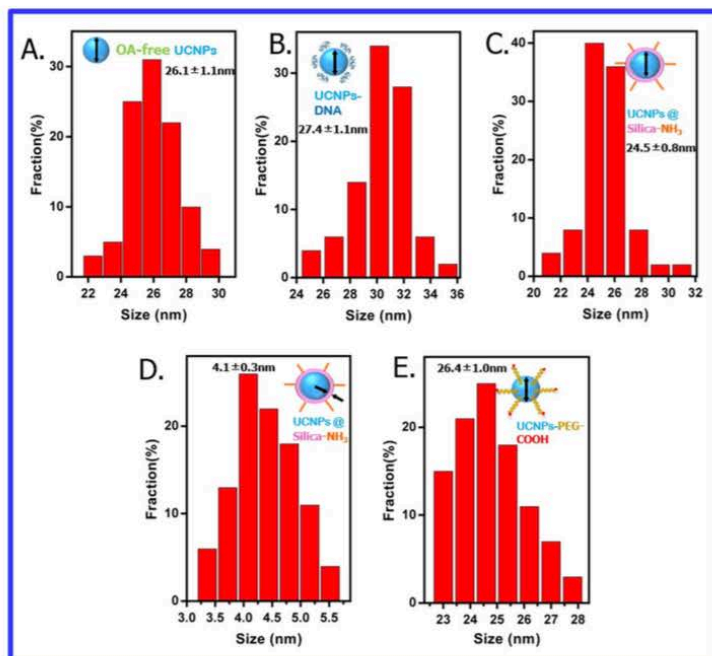 A.
OA-free UCNPs
26.1±1.1nm
Fraction(%)
30
20
10
0
22 24 26 28 30
Size (nm)
B.
UCNPs-
DNA
27.4±1.1nm
Fraction(%)
30
20
10
0
24 26 28 30 32 34 36
Size (nm)
C.
UCNPs @
Silica-NH₃
24.5±0.8nm
Fraction(%)
40
30
20
10
0
20 22 24 26 28 30 32
Size (nm)
D.
4.1±0.3nm
UCNPs @
Silica-NH₃
Fraction(%)
20
10
0
3.0 3.5 4.0 4.5 5.0 5.5
Size (nm)
E.
26.4±1.0nm
UCNPs-PEG-
COOH
Fraction(%)
20
10
0
23 24 25 26 27 28
Size (nm)